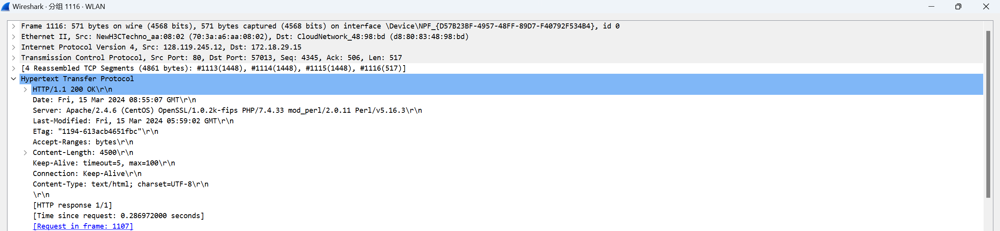 Wireshark · 分组 1116 · WLAN
Frame 1116: 571 bytes on wire (4568 bits), 571 bytes captured (4568 bits) on interface \Device\NPF_{D57B23BF-4957-48FF-89D7-F40792F534B4}, id 0
Ethernet II, Src: NewH3CTechno_aa:08:02 (70:3a:a6:aa:08:02), Dst: CloudNetwork_48:98:bd (d8:80:83:48:98:bd)
Internet Protocol Version 4, Src: 128.119.245.12, Dst: 172.18.29.15
Transmission Control Protocol, Src Port: 80, Dst Port: 57013, Seq: 4345, Ack: 506, Len: 517
[4 Reassembled TCP Segments (4861 bytes): #1113(1448), #1114(1448), #1115(1448), #1116(517)]
Hypertext Transfer Protocol
HTTP/1.1 200 OK\r\n
Date: Fri, 15 Mar 2024 08:55:07 GMT\r\n
Server: Apache/2.4.6 (CentOS) OpenSSL/1.0.2k-fips PHP/7.4.33 mod_perl/2.0.11 Perl/v5.16.3\r\n
Last-Modified: Fri, 15 Mar 2024 05:59:02 GMT\r\n
ETag: "1194-613acb4651fbc"\r\n
Accept-Ranges: bytes\r\n
Content-Length: 4500\r\n
Keep-Alive: timeout=5, max=100\r\n
Connection: Keep-Alive\r\n
Content-Type: text/html; charset=UTF-8\r\n
\r\n
[HTTP response 1/1]
[Time since request: 0.286972000 seconds]
[Request in frame: 1107]